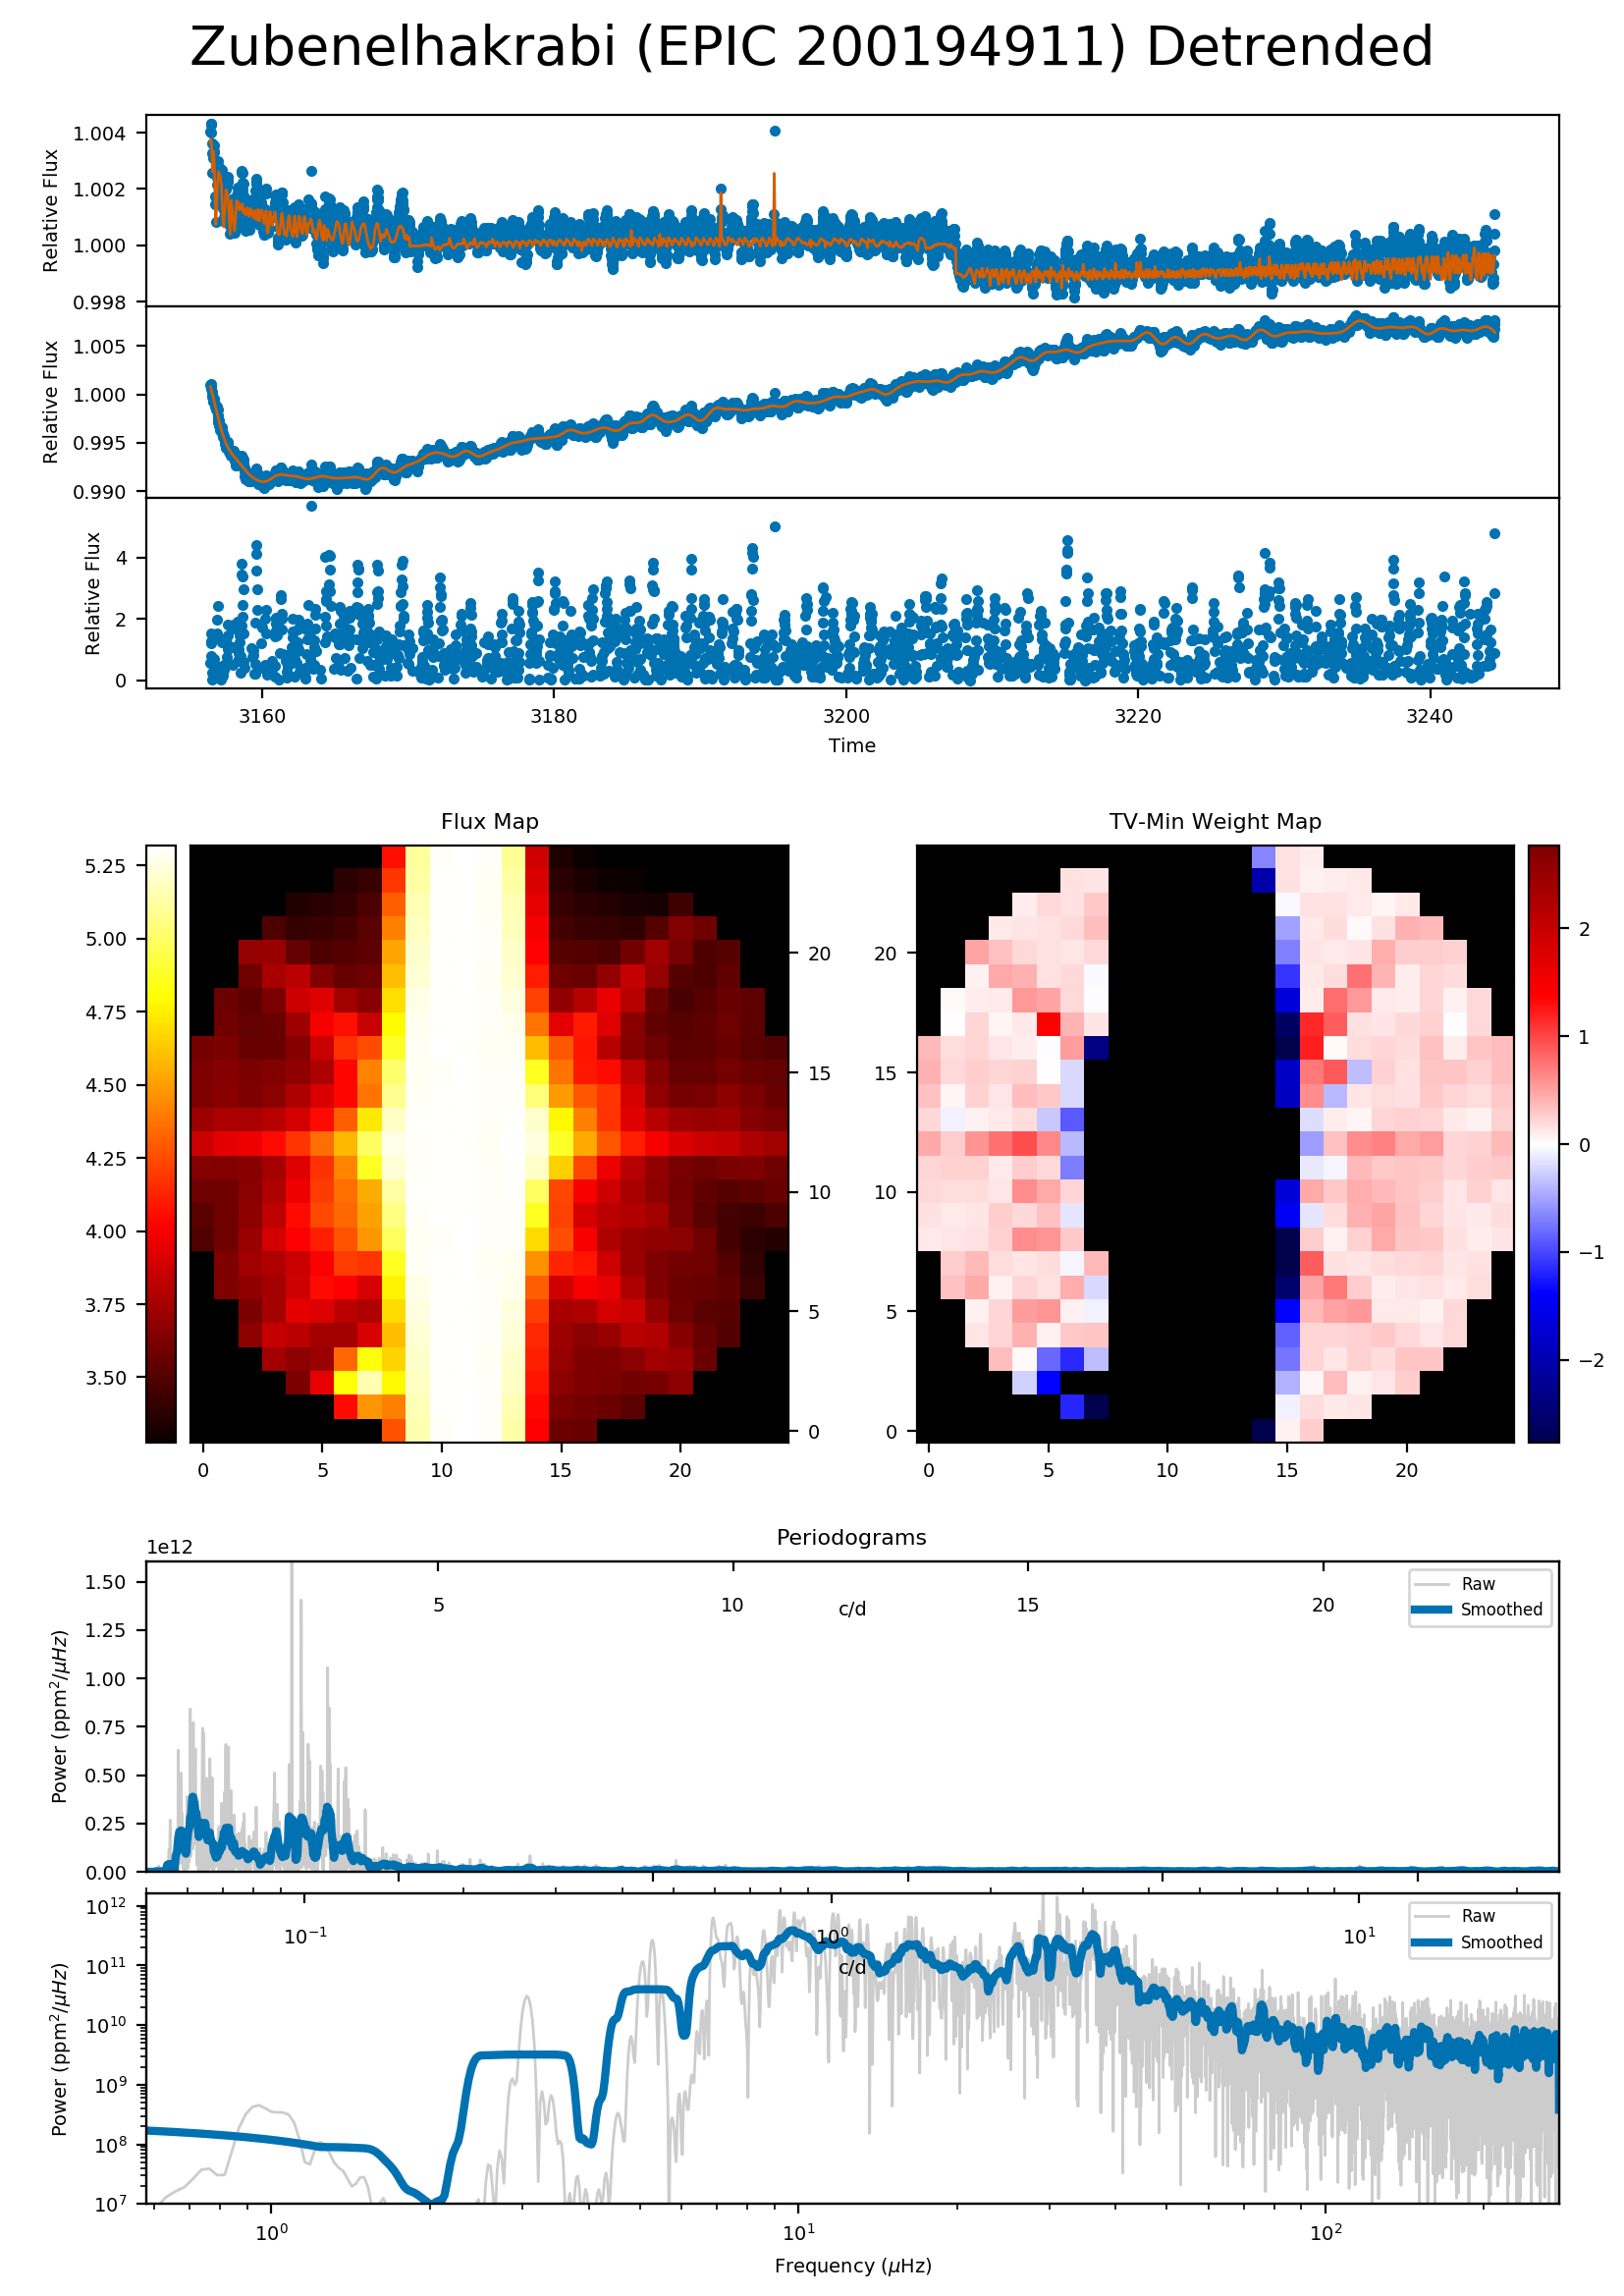 Zubenelhakrabi (EPIC 200194911) Detrended
Relative Flux
1.004
1.002
1.000
0.998
Relative Flux
1.005
1.000
0.995
0.990
Relative Flux
4
2
0
3160 3180 3200 3220 3240
Time
Flux Map
5.25
5.00
4.75
4.50
4.25
4.00
3.75
3.50
20
15
10
5
0
0 5 10 15 20
TV-Min Weight Map
20
15
10
5
0
0 5 10 15 20
2
1
0
−1
−2
Periodograms
1e12
Power (ppm²/μHz)
1.50
1.25
1.00
0.75
0.50
0.25
0.00
5 10 15 20
c/d
Raw
Smoothed
Power (ppm²/μHz)
10¹²
10¹¹
10¹⁰
10⁹
10⁸
10⁷
10⁻¹ 10⁰ 10¹
c/d
Raw
Smoothed
10⁰ 10¹ 10²
Frequency (μHz)